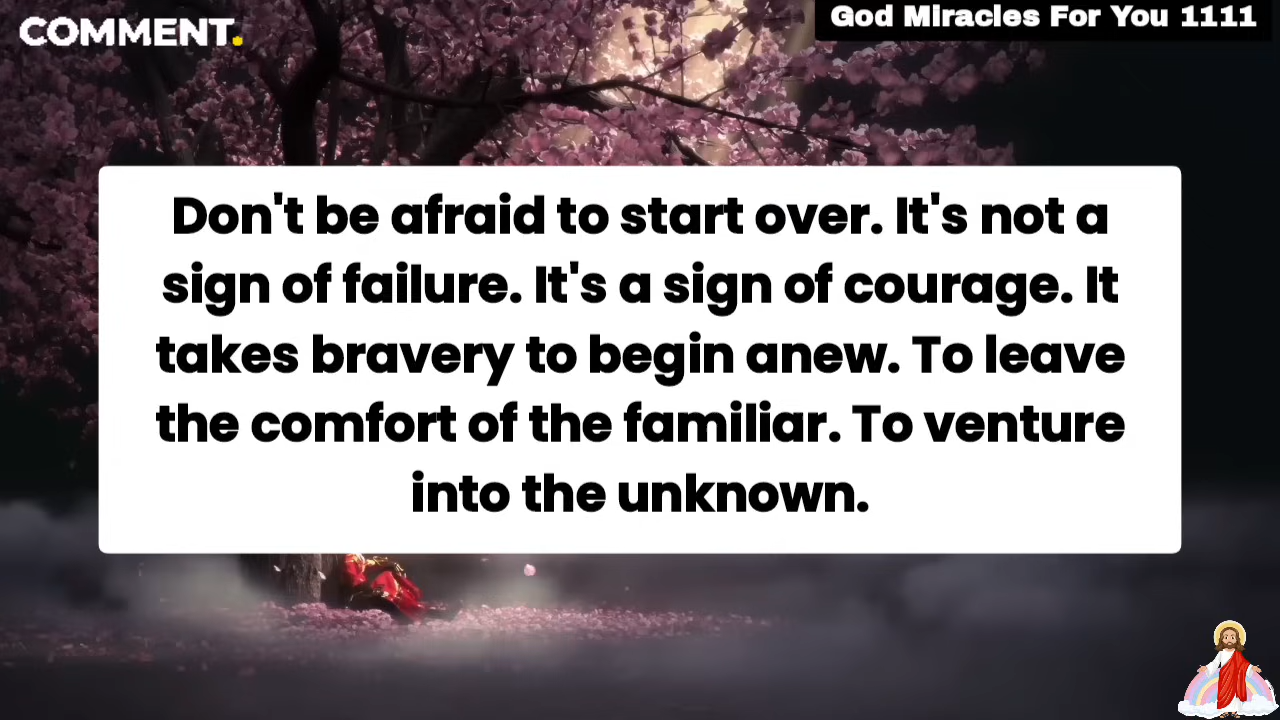 COMMENT.
God Miracles For You 1111
Don't be afraid to start over. It's not a
sign of failure. It's a sign of courage. It
takes bravery to begin anew. To leave
the comfort of the familiar. To venture
into the unknown.